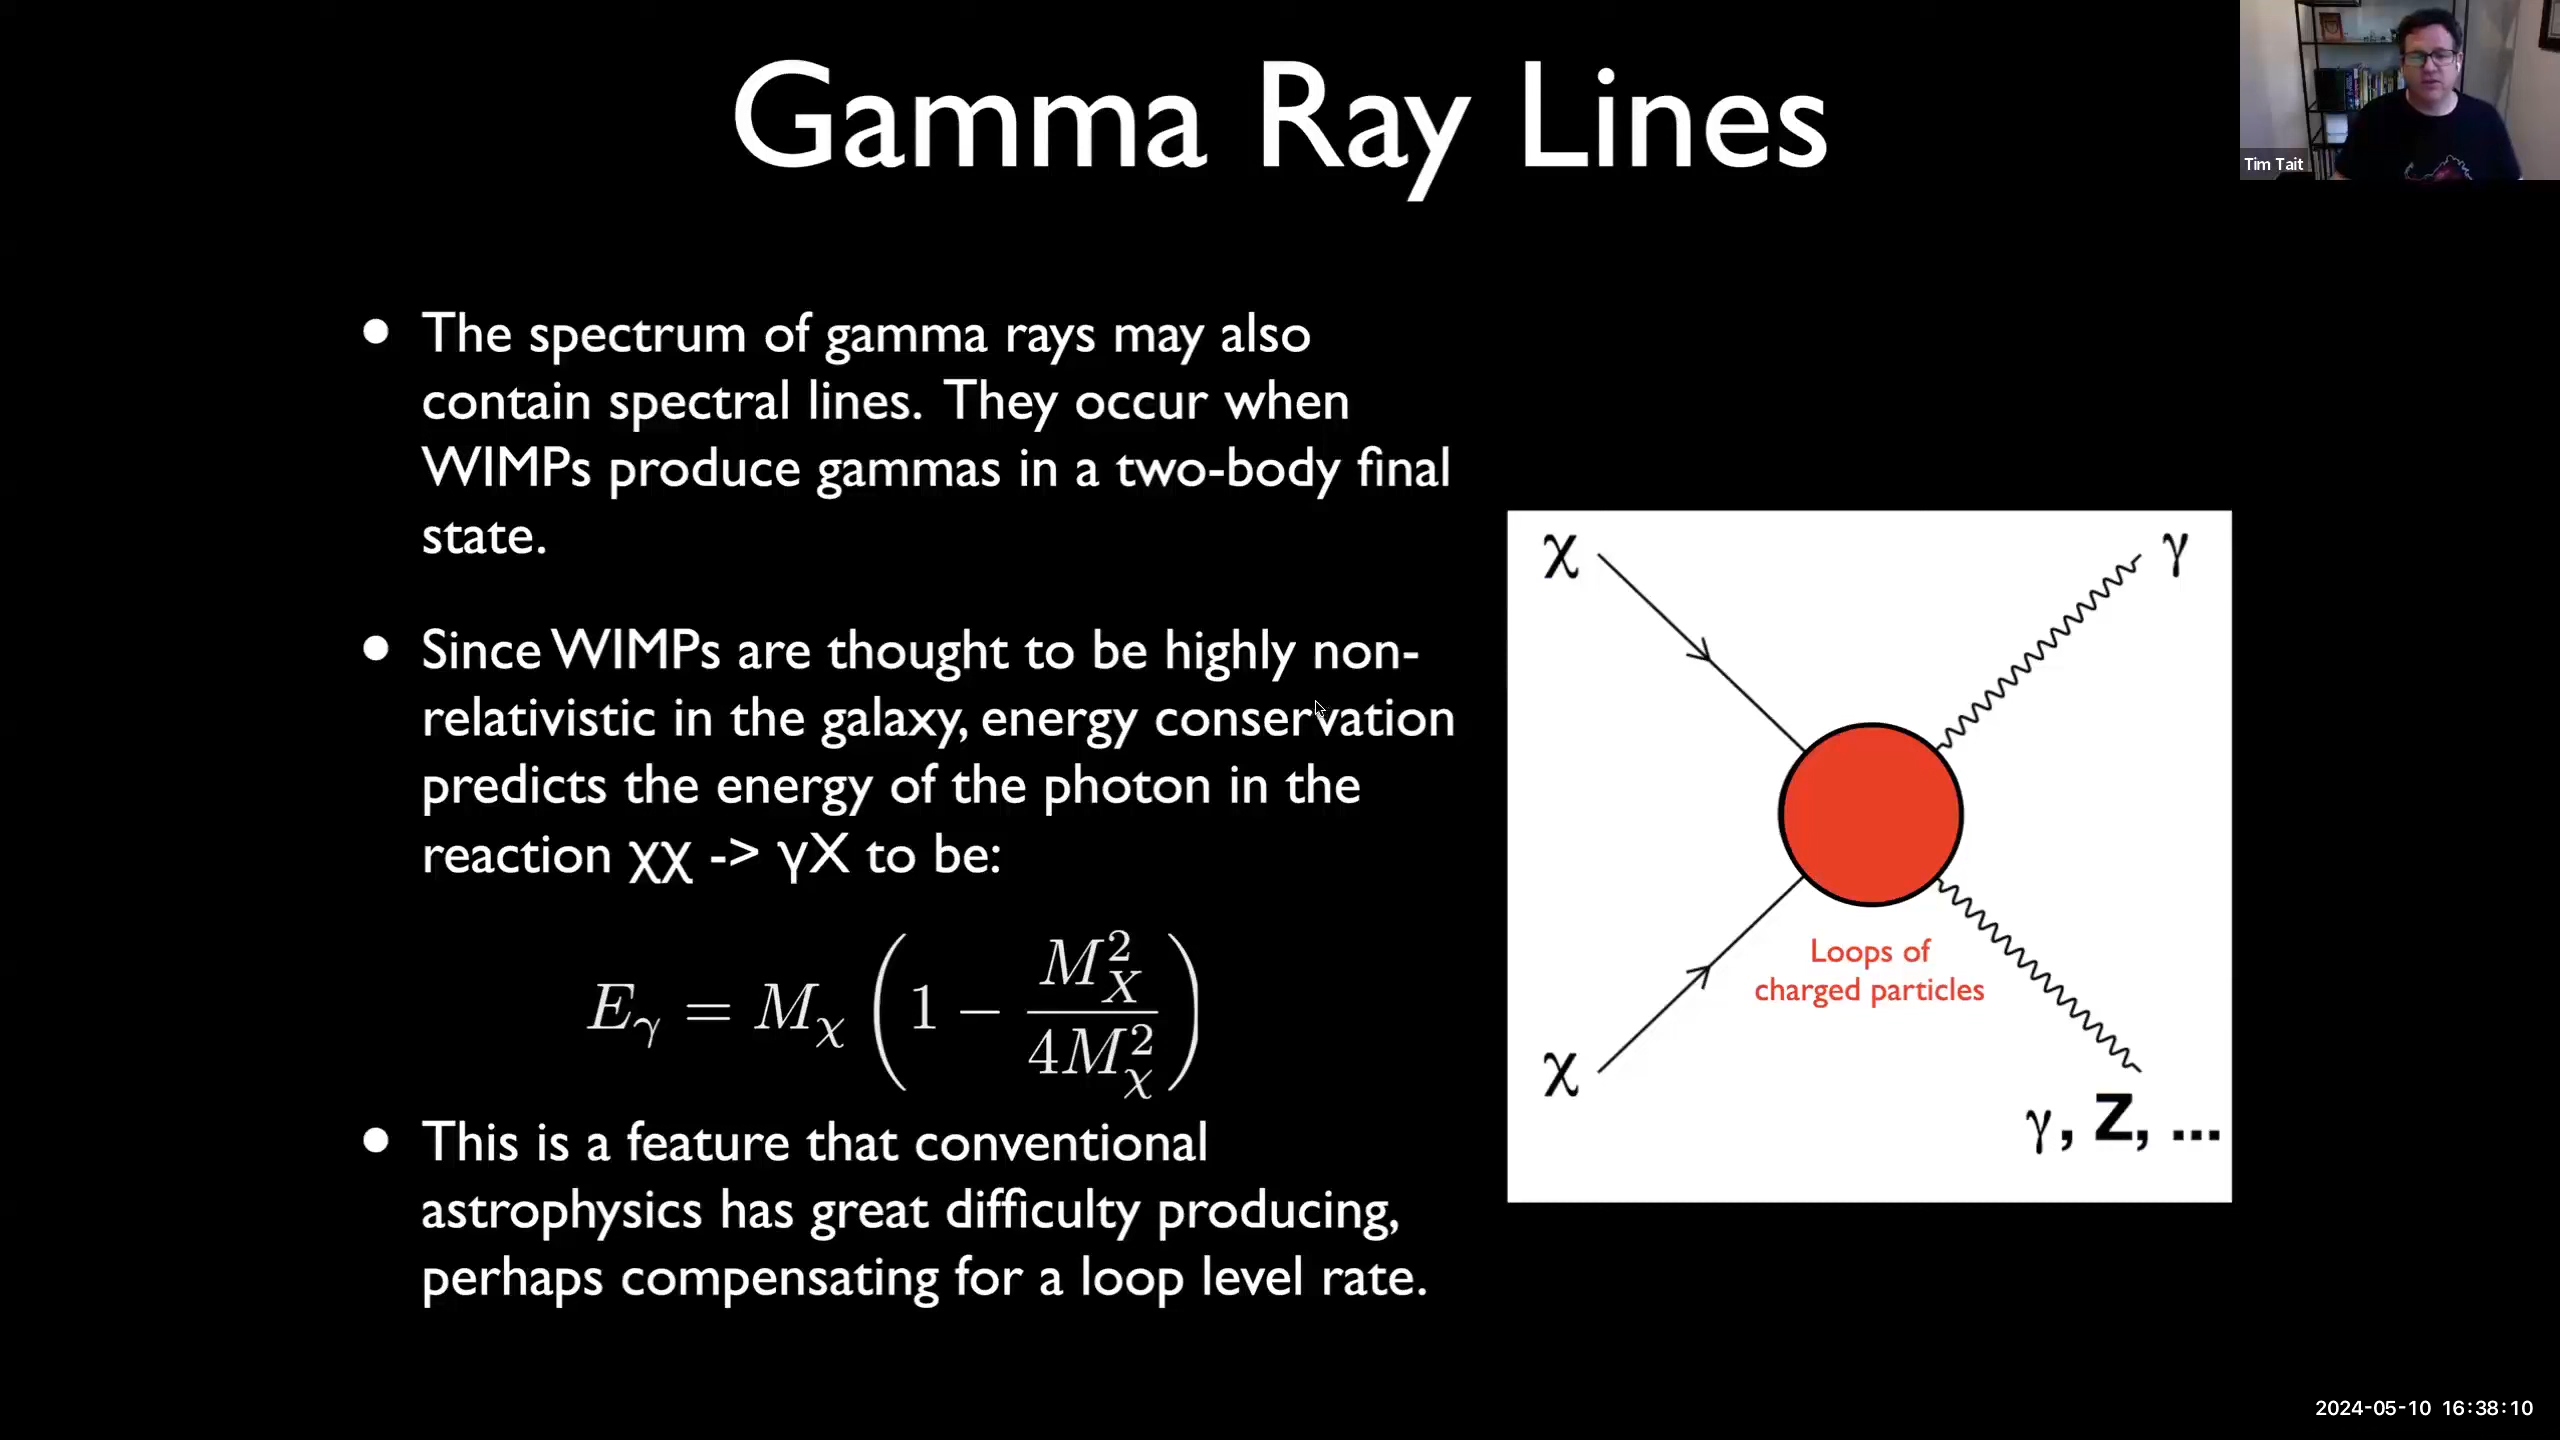 Gamma Ray Lines
Tim Tait
• The spectrum of gamma rays may also
contain spectral lines. They occur when
WIMPs produce gammas in a two-body final
state.
• Since WIMPs are thought to be highly non-
relativistic in the galaxy, energy conservation
predicts the energy of the photon in the
reaction χχ -> γX to be:
E_γ = M_χ (1 − M_X^2 / 4M_χ^2)
• This is a feature that conventional
astrophysics has great difficulty producing,
perhaps compensating for a loop level rate.
χ
γ
Loops of
charged particles
χ
γ, Z, ...
2024-05-10 16:38:10